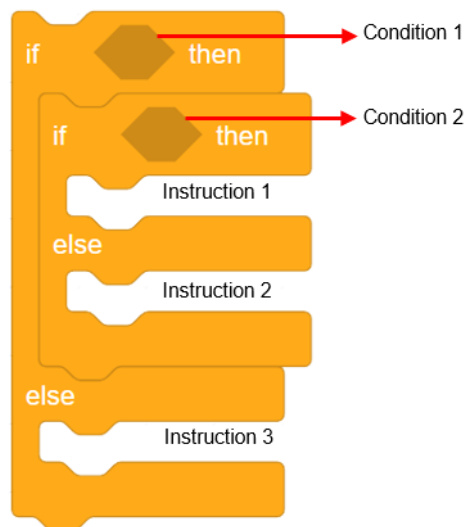 if then Condition 1
if then Condition 2
Instruction 1
else
Instruction 2
else
Instruction 3